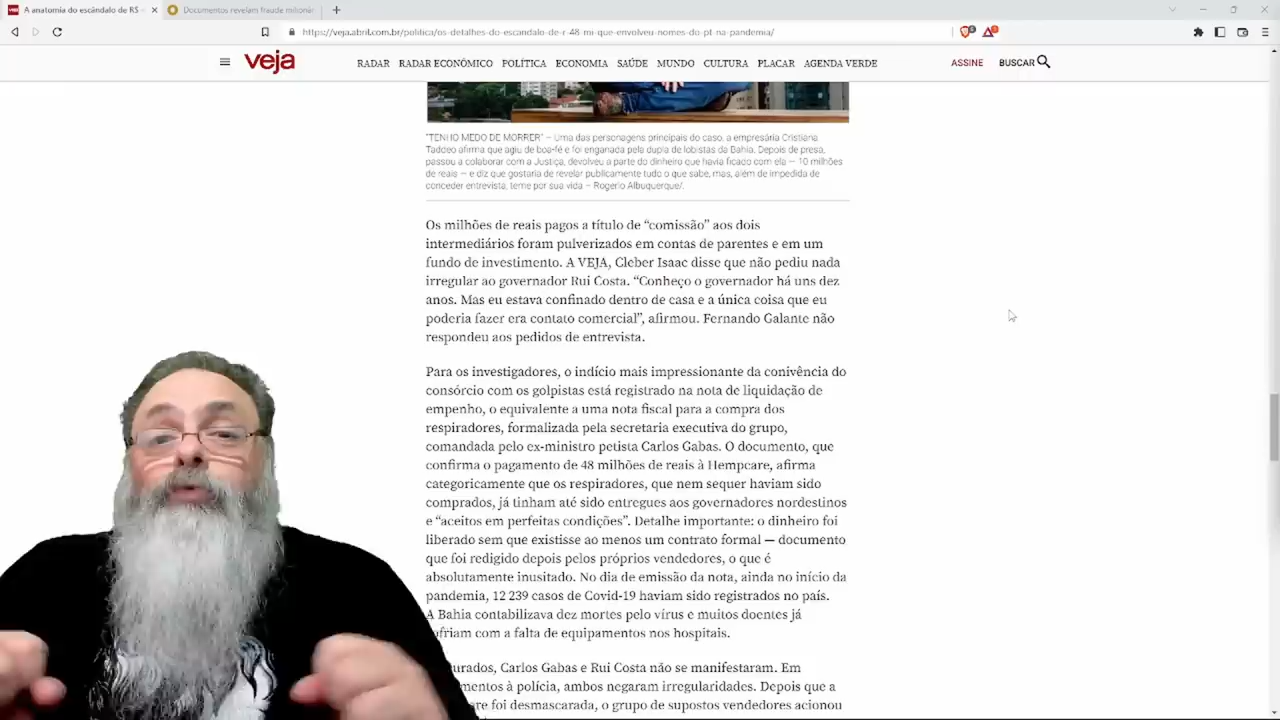 A anatomia do escândalo de R$
Documentos revelam fraude milionár
https://veja.abril.com.br/politica/os-detalhes-do-escandalo-de-r-48-mi-que-envolveu-nomes-do-pt-na-pandemia/
veja
RADAR RADAR ECONÔMICO POLÍTICA ECONOMIA SAÚDE MUNDO CULTURA PLACAR AGENDA VERDE
ASSINE BUSCAR
"TENHO MEDO DE MORRER" – Uma das personagens principais do caso, a empresária Cristiana
Taddeo afirma que agiu de boa-fé e foi enganada pela dupla de lobistas da Bahia. Depois de presa,
passou a colaborar com a Justiça, devolveu a parte do dinheiro que havia ficado com ela — 10 milhões
de reais — e diz que gostaria de revelar publicamente tudo o que sabe, mas, além de impedida de
conceder entrevista, teme por sua vida – Rogerio Albuquerque/.
Os milhões de reais pagos a título de “comissão” aos dois
intermediários foram pulverizados em contas de parentes e em um
fundo de investimento. A VEJA, Cleber Isaac disse que não pediu nada
irregular ao governador Rui Costa. “Conheço o governador há uns dez
anos. Mas eu estava confinado dentro de casa e a única coisa que eu
poderia fazer era contato comercial”, afirmou. Fernando Galante não
respondeu aos pedidos de entrevista.
Para os investigadores, o indício mais impressionante da conivência do
consórcio com os golpistas está registrado na nota de liquidação de
empenho, o equivalente a uma nota fiscal para a compra dos
respiradores, formalizada pela secretaria executiva do grupo,
comandada pelo ex-ministro petista Carlos Gabas. O documento, que
confirma o pagamento de 48 milhões de reais à Hempcare, afirma
categoricamente que os respiradores, que nem sequer haviam sido
comprados, já tinham até sido entregues aos governadores nordestinos
e “aceitos em perfeitas condições”. Detalhe importante: o dinheiro foi
liberado sem que existisse ao menos um contrato formal — documento
que foi redigido depois pelos próprios vendedores, o que é
absolutamente inusitado. No dia de emissão da nota, ainda no início da
pandemia, 12 239 casos de Covid-19 haviam sido registrados no país.
A Bahia contabilizava dez mortes pelo vírus e muitos doentes já
ofriam com a falta de equipamentos nos hospitais.
urados, Carlos Gabas e Rui Costa não se manifestaram. Em
mentos à polícia, ambos negaram irregularidades. Depois que a
are foi desmascarada, o grupo de supostos vendedores acionou